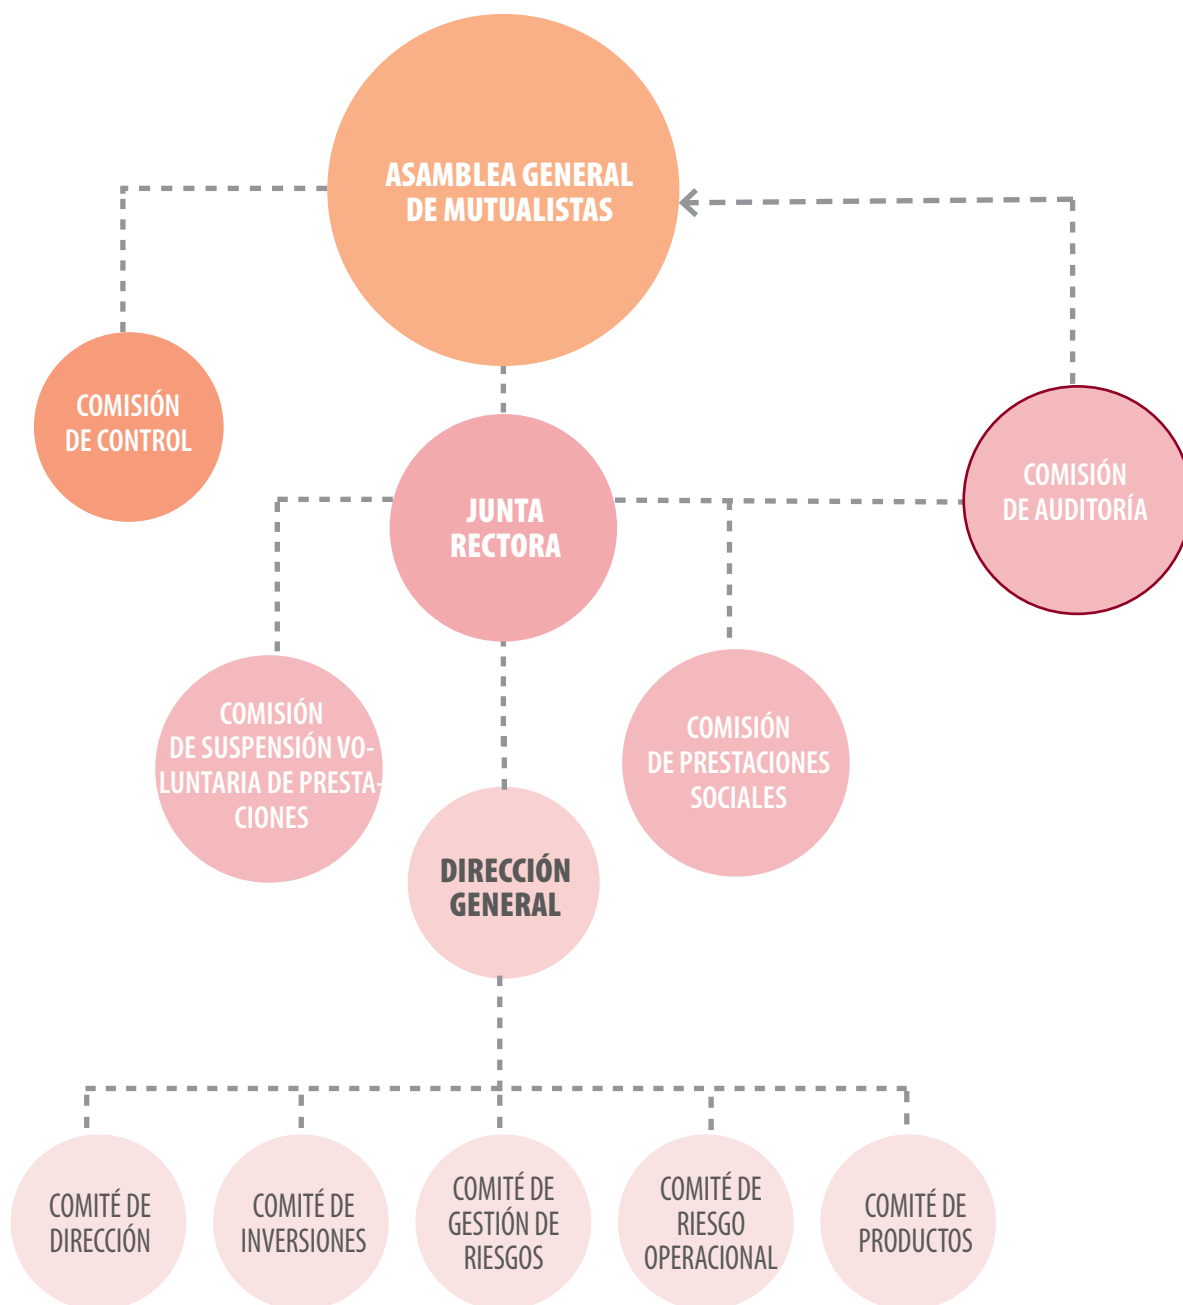 ASAMBLEA GENERAL
DE MUTUALISTAS
COMISIÓN
DE CONTROL
JUNTA
RECTORA
COMISIÓN
DE AUDITORÍA
COMISIÓN
DE SUSPENSIÓN VO-
LUNTARIA DE PRESTA-
CIONES
COMISIÓN
DE PRESTACIONES
SOCIALES
DIRECCIÓN
GENERAL
COMITÉ DE
DIRECCIÓN
COMITÉ DE
INVERSIONES
COMITÉ DE
GESTIÓN DE
RIESGOS
COMITÉ DE
RIESGO
OPERACIONAL
COMITÉ DE
PRODUCTOS